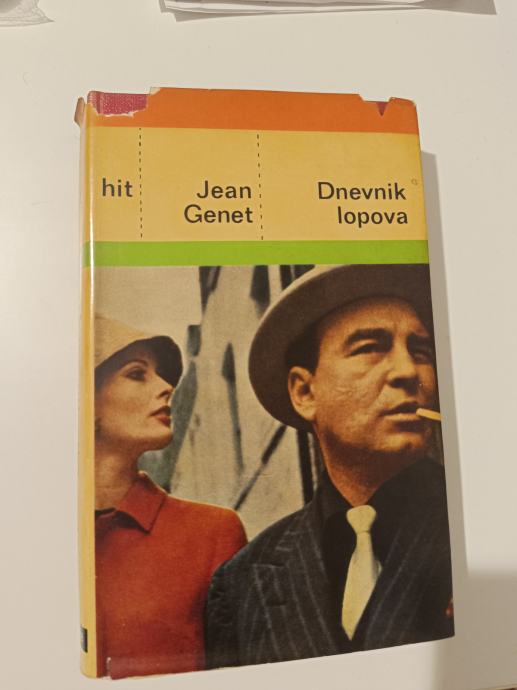 hit
Jean
Genet
Dnevnik
lopova